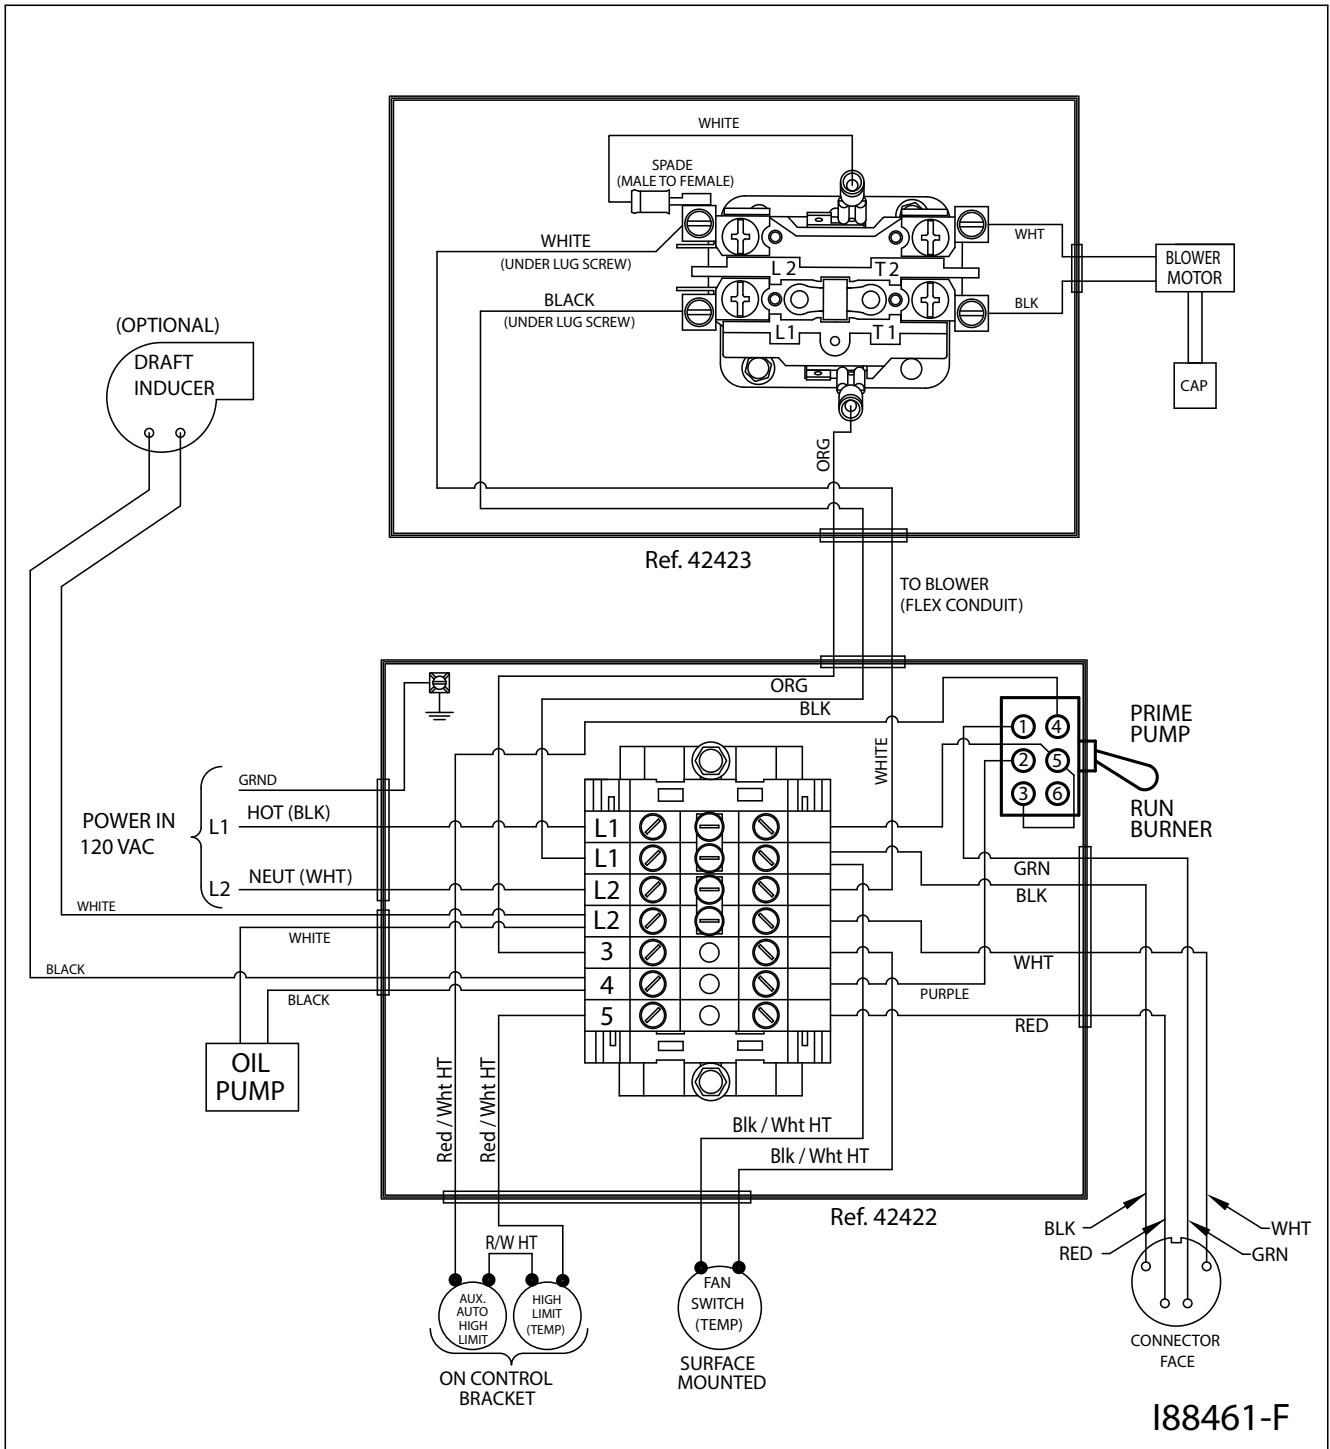 WHITE
SPADE
(MALE TO FEMALE)
WHITE
(UNDER LUG SCREW)
BLACK
(UNDER LUG SCREW)
L2
T2
L1
T1
WHT
BLK
BLOWER
MOTOR
CAP
ORG
Ref. 42423
(OPTIONAL)
DRAFT
INDUCER
TO BLOWER
(FLEX CONDUIT)
ORG
BLK
WHITE
1
4
2
5
3
6
PRIME
PUMP
RUN
BURNER
POWER IN
120 VAC
GRND
L1
HOT (BLK)
L2
NEUT (WHT)
WHITE
WHITE
BLACK
BLACK
OIL
PUMP
L1
L1
L2
L2
3
4
5
GRN
BLK
WHT
PURPLE
RED
Red / Wht HT
Red / Wht HT
Blk / Wht HT
Blk / Wht HT
Ref. 42422
R/W HT
AUX.
AUTO
HIGH
LIMIT
HIGH
LIMIT
(TEMP)
ON CONTROL
BRACKET
FAN
SWITCH
(TEMP)
SURFACE
MOUNTED
BLK
RED
WHT
GRN
CONNECTOR
FACE
I88461-F